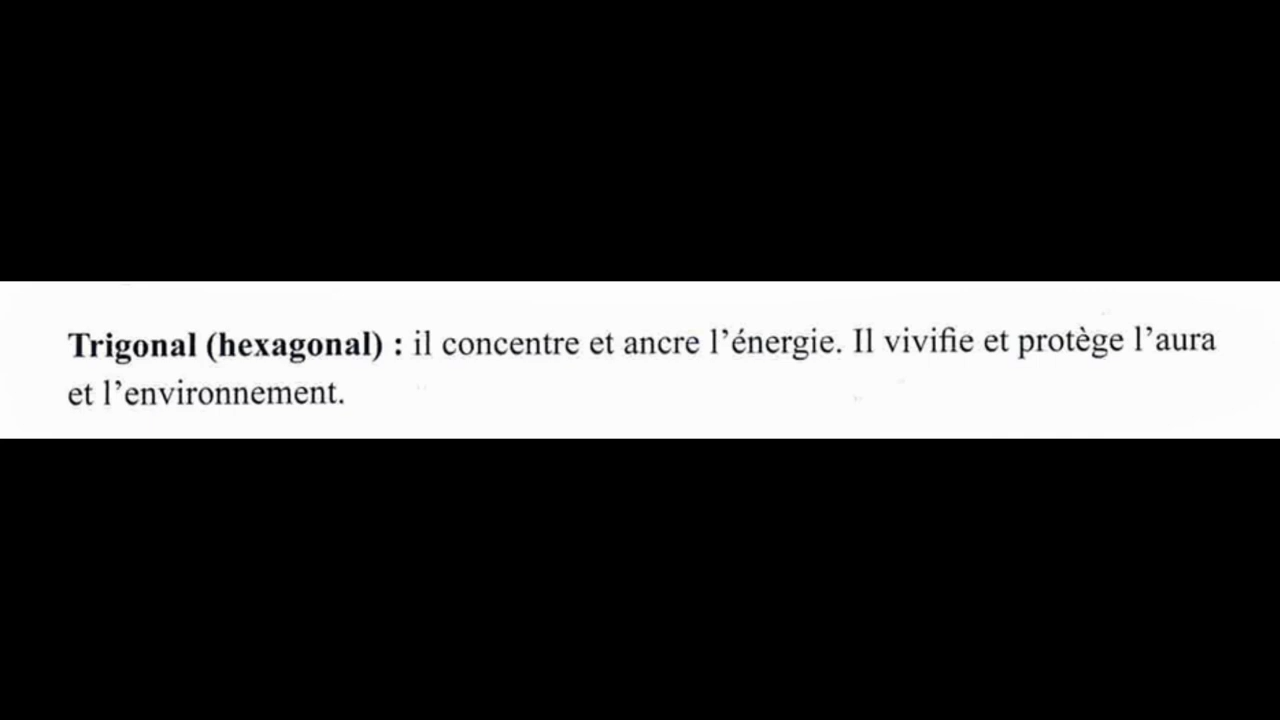 Trigonal (hexagonal) : il concentre et ancre l’énergie. Il vivifie et protège l’aura
et l’environnement.